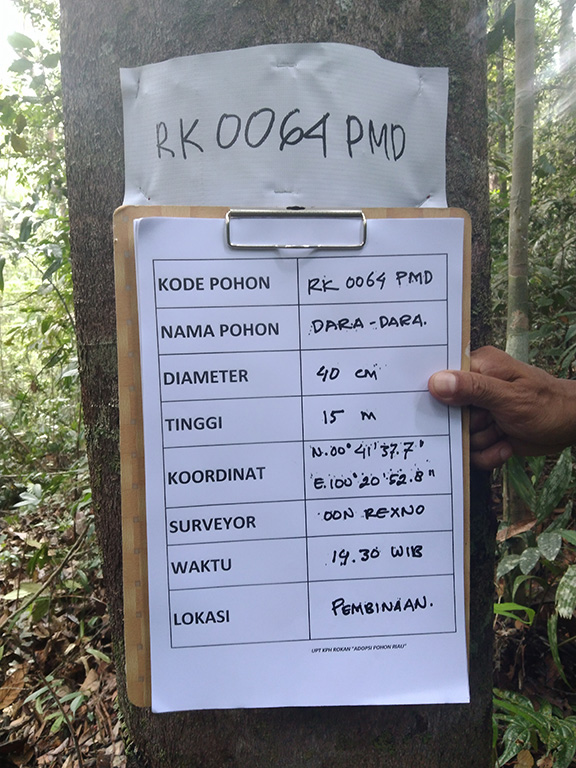 RK 0064 PMD
KODE POHON RK 0064 PMD
NAMA POHON DARA-DARA.
DIAMETER 40 cm
TINGGI 15 m
KOORDINAT N.00° 41' 37.7"
E.100° 20' 52.8"
SURVEYOR OON REXNO
WAKTU 14.30 WIB
LOKASI PEMBINAAN.
UPT KPH ROKAN "ADOPSI POHON RIAU"